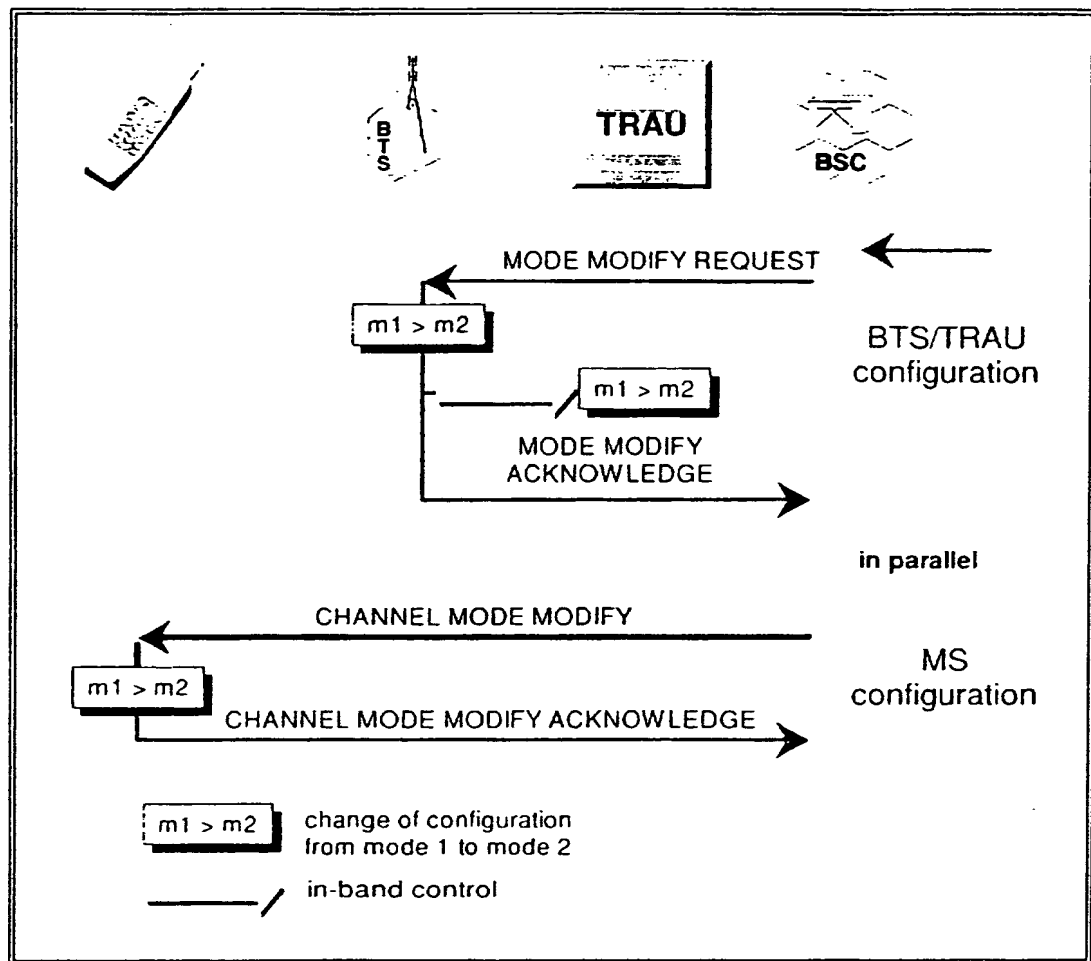 BTS
TRAU
BSC
MODE MODIFY REQUEST
m1 > m2
BTS/TRAU
configuration
m1 > m2
MODE MODIFY
ACKNOWLEDGE
in parallel
CHANNEL MODE MODIFY
m1 > m2
MS
configuration
CHANNEL MODE MODIFY ACKNOWLEDGE
m1 > m2
change of configuration
from mode 1 to mode 2
in-band control